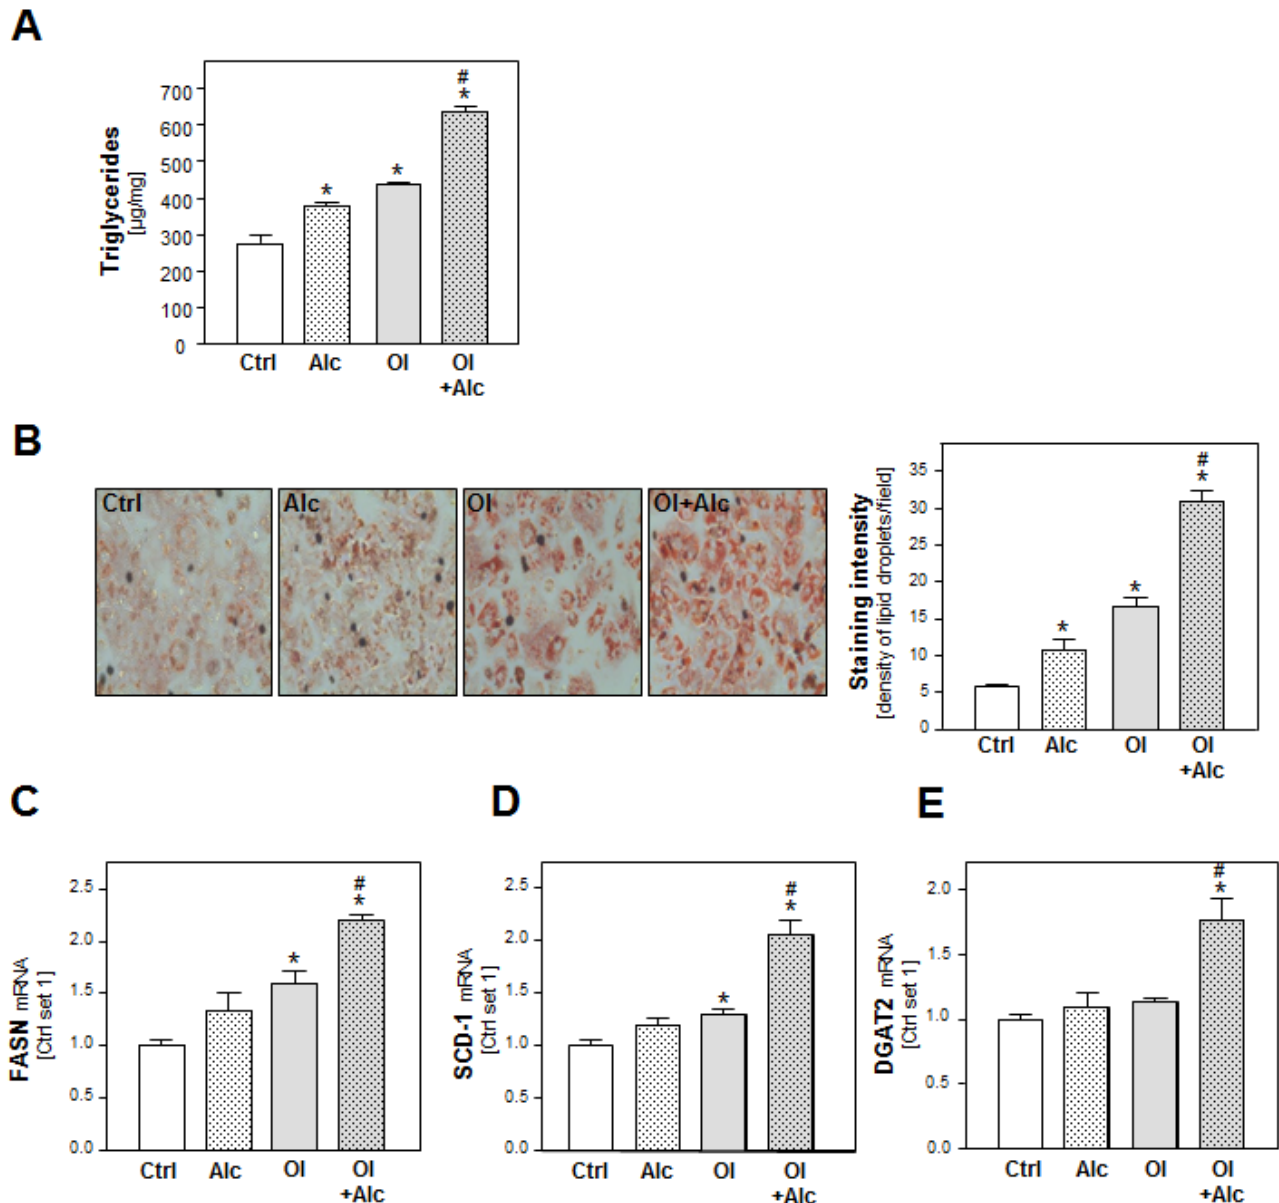 A
Triglycerides
[µg/mg]
700
600
500
400
300
200
100
0
*
*
#
*
Ctrl
Alc
Ol
Ol
+Alc
B
Ctrl
Alc
Ol
Ol+Alc
Staining intensity
[density of lipid droplets/field]
35
30
25
20
15
10
5
0
*
*
#
*
Ctrl
Alc
Ol
Ol
+Alc
C
FASN mRNA
[Ctrl set 1]
2.5
2.0
1.5
1.0
0.5
0.0
*
#
*
Ctrl
Alc
Ol
Ol
+Alc
D
SCD-1 mRNA
[Ctrl set 1]
2.5
2.0
1.5
1.0
0.5
0.0
*
#
*
Ctrl
Alc
Ol
Ol
+Alc
E
DGAT2 mRNA
[Ctrl set 1]
2.0
1.5
1.0
0.5
0.0
#
*
Ctrl
Alc
Ol
Ol
+Alc